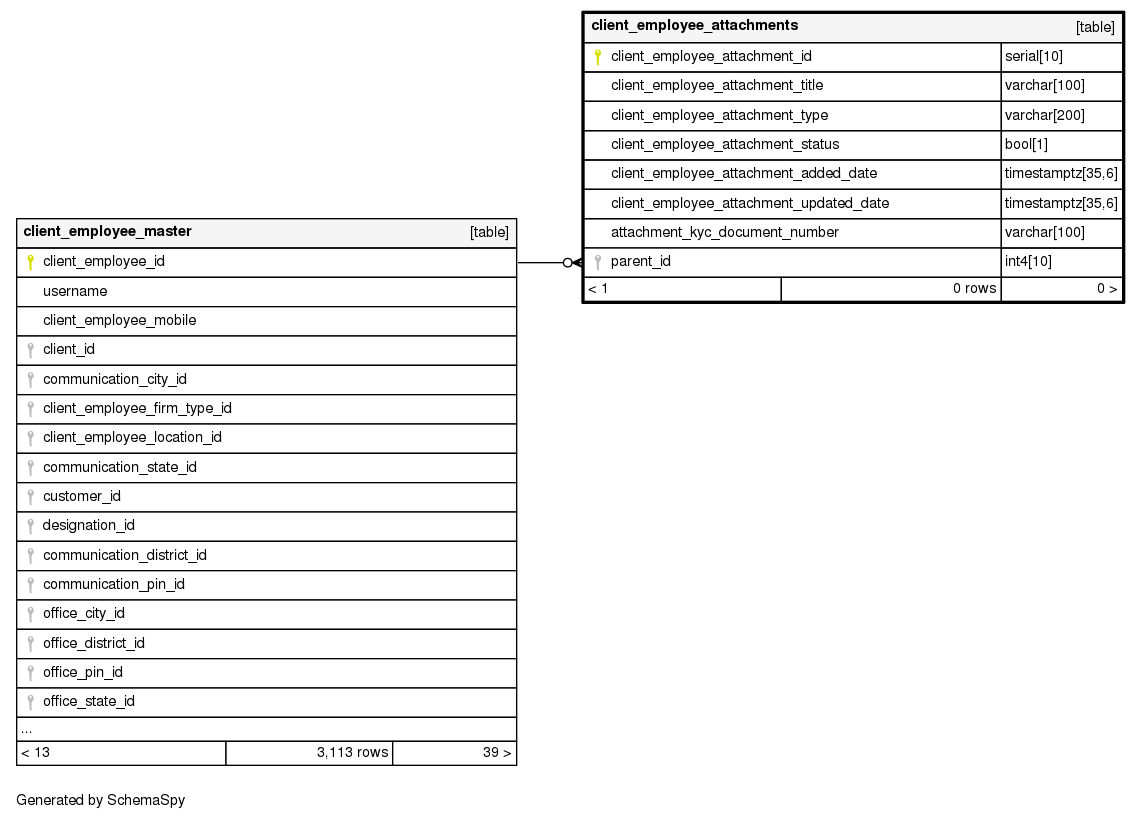 client_employee_attachments [table]
client_employee_attachment_id serial[10]
client_employee_attachment_title varchar[100]
client_employee_attachment_type varchar[200]
client_employee_attachment_status bool[1]
client_employee_attachment_added_date timestamptz[35,6]
client_employee_attachment_updated_date timestamptz[35,6]
attachment_kyc_document_number varchar[100]
parent_id int4[10]
< 1 0 rows 0 >
client_employee_master [table]
client_employee_id
username
client_employee_mobile
client_id
communication_city_id
client_employee_firm_type_id
client_employee_location_id
communication_state_id
customer_id
designation_id
communication_district_id
communication_pin_id
office_city_id
office_district_id
office_pin_id
office_state_id
...
< 13 3,113 rows 39 >
Generated by SchemaSpy